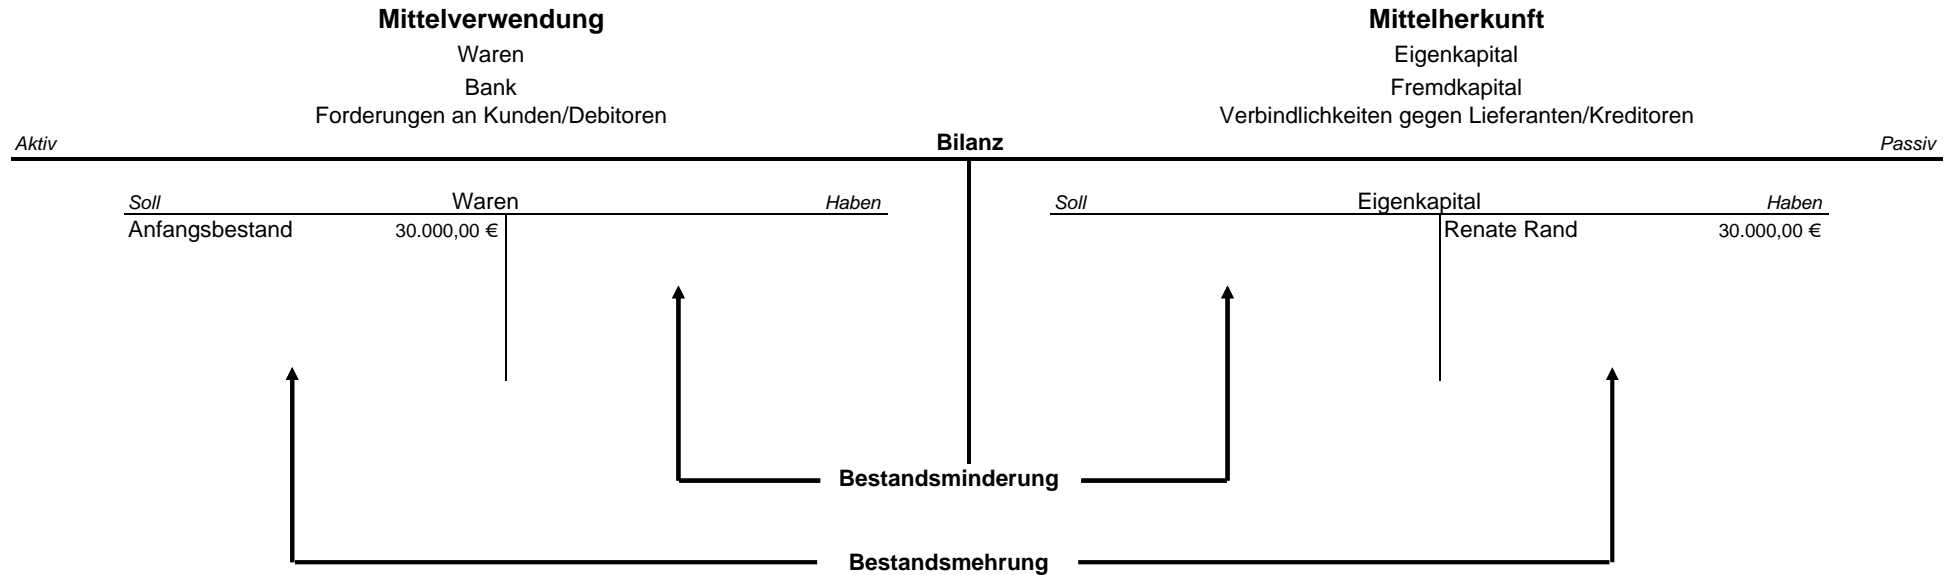 Mittelverwendung
Waren
Bank
Forderungen an Kunden/Debitoren
Mittelherkunft
Eigenkapital
Fremdkapital
Verbindlichkeiten gegen Lieferanten/Kreditoren
Aktiv Bilanz Passiv
Soll Waren Haben
Anfangsbestand 30.000,00 €
Soll Eigenkapital Haben
Renate Rand 30.000,00 €
Bestandsminderung
Bestandsmehrung